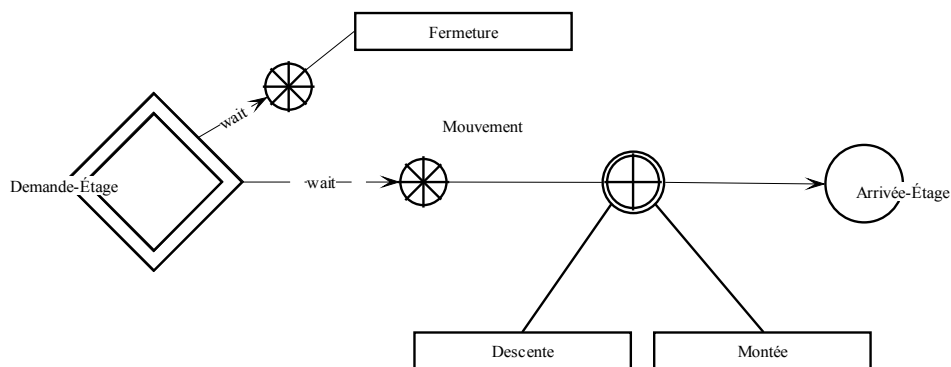 Fermeture
wait
Mouvement
Demande-Étage
wait
Arrivée-Étage
Descente
Montée